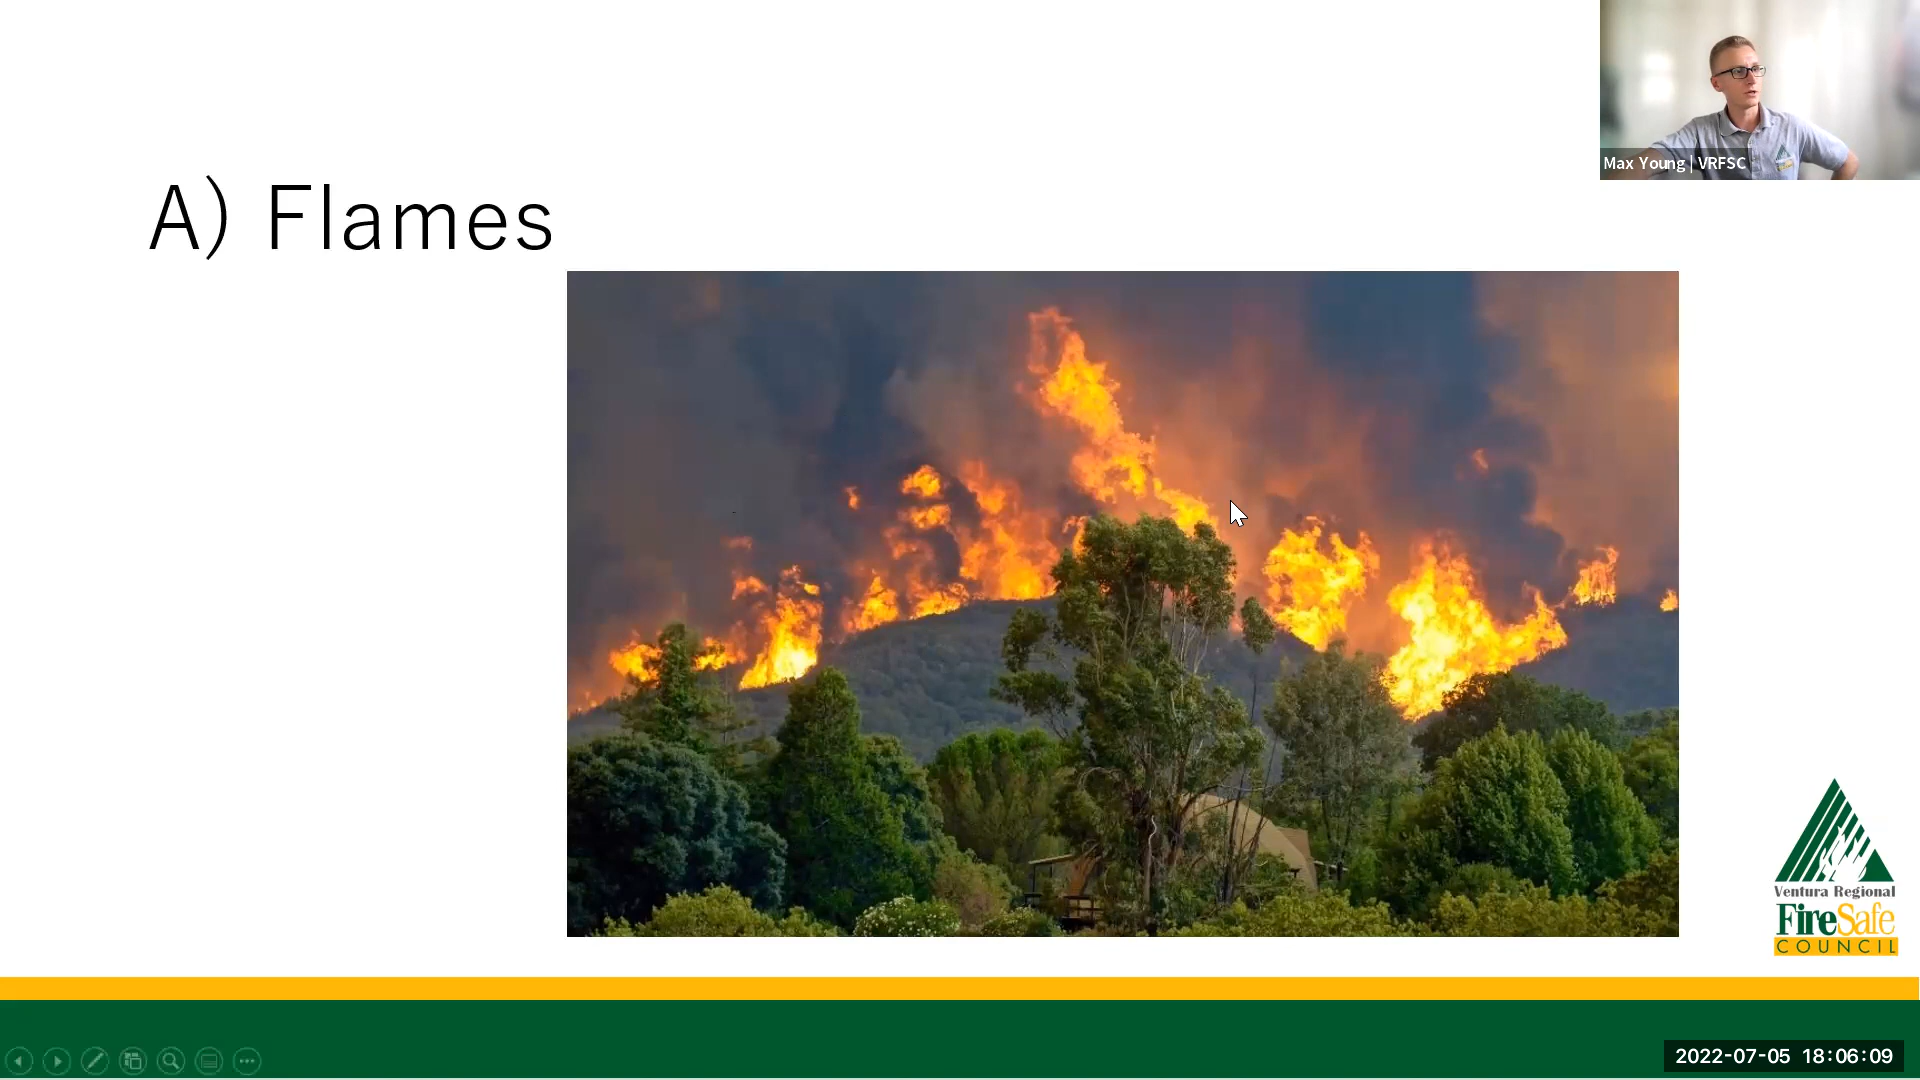 Max Young | VRFSC
A) Flames
Ventura Regional
FireSafe
COUNCIL
2022-07-05 18:06:09